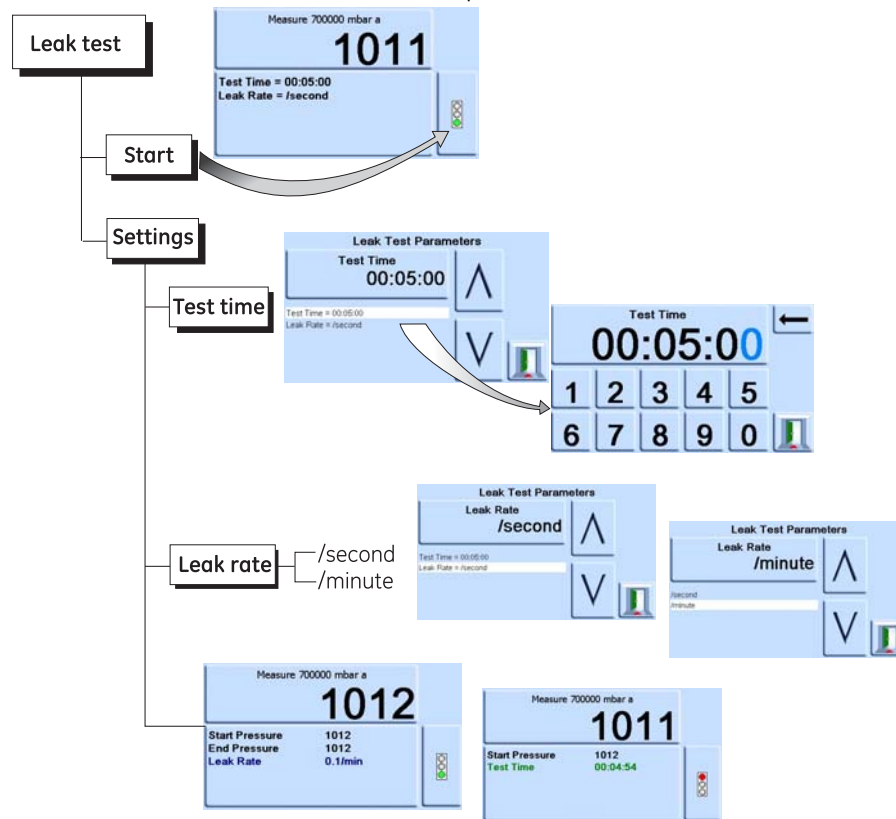 Leak test
Measure 700000 mbar a
1011
Test Time = 00:05:00
Leak Rate = /second
Start
Settings
Leak Test Parameters
Test Time
00:05:00
Test Time = 00:05:00
Leak Rate = /second
Test time
Test Time
00:05:00
1 2 3 4 5
6 7 8 9 0
Leak Test Parameters
Leak Rate
/second
Test Time = 00:05:00
Leak Rate = /second
Leak Test Parameters
Leak Rate
/minute
/second
/minute
Leak rate
/second
/minute
Measure 700000 mbar a
1012
Start Pressure 1012
End Pressure 1012
Leak Rate 0.1/min
Measure 700000 mbar a
1011
Start Pressure 1012
Test Time 00:04:54